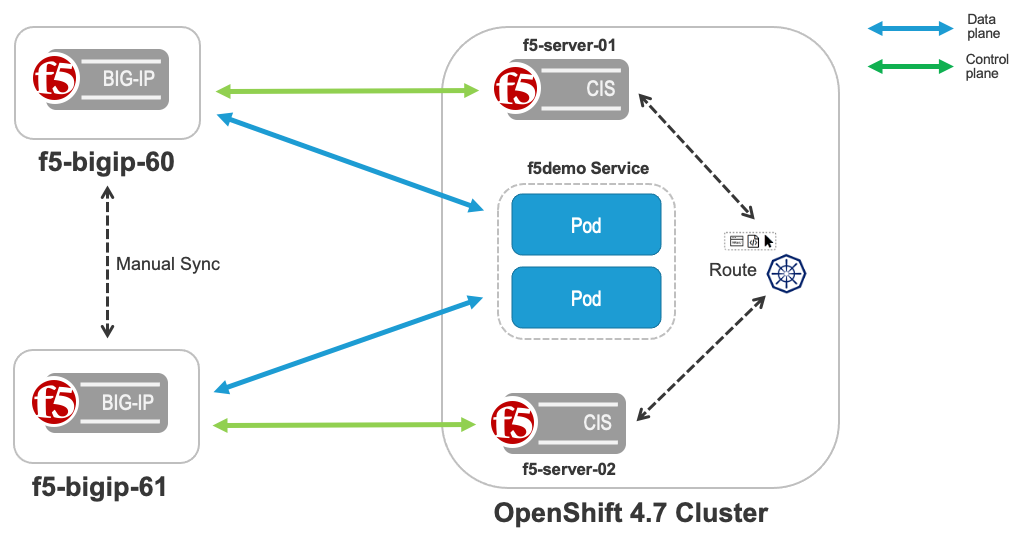 Data
plane
Control
plane
f5 BIG-IP
f5-bigip-60
Manual Sync
f5 BIG-IP
f5-bigip-61
f5-server-01
f5 CIS
f5demo Service
Pod
Pod
Route
f5 CIS
f5-server-02
OpenShift 4.7 Cluster